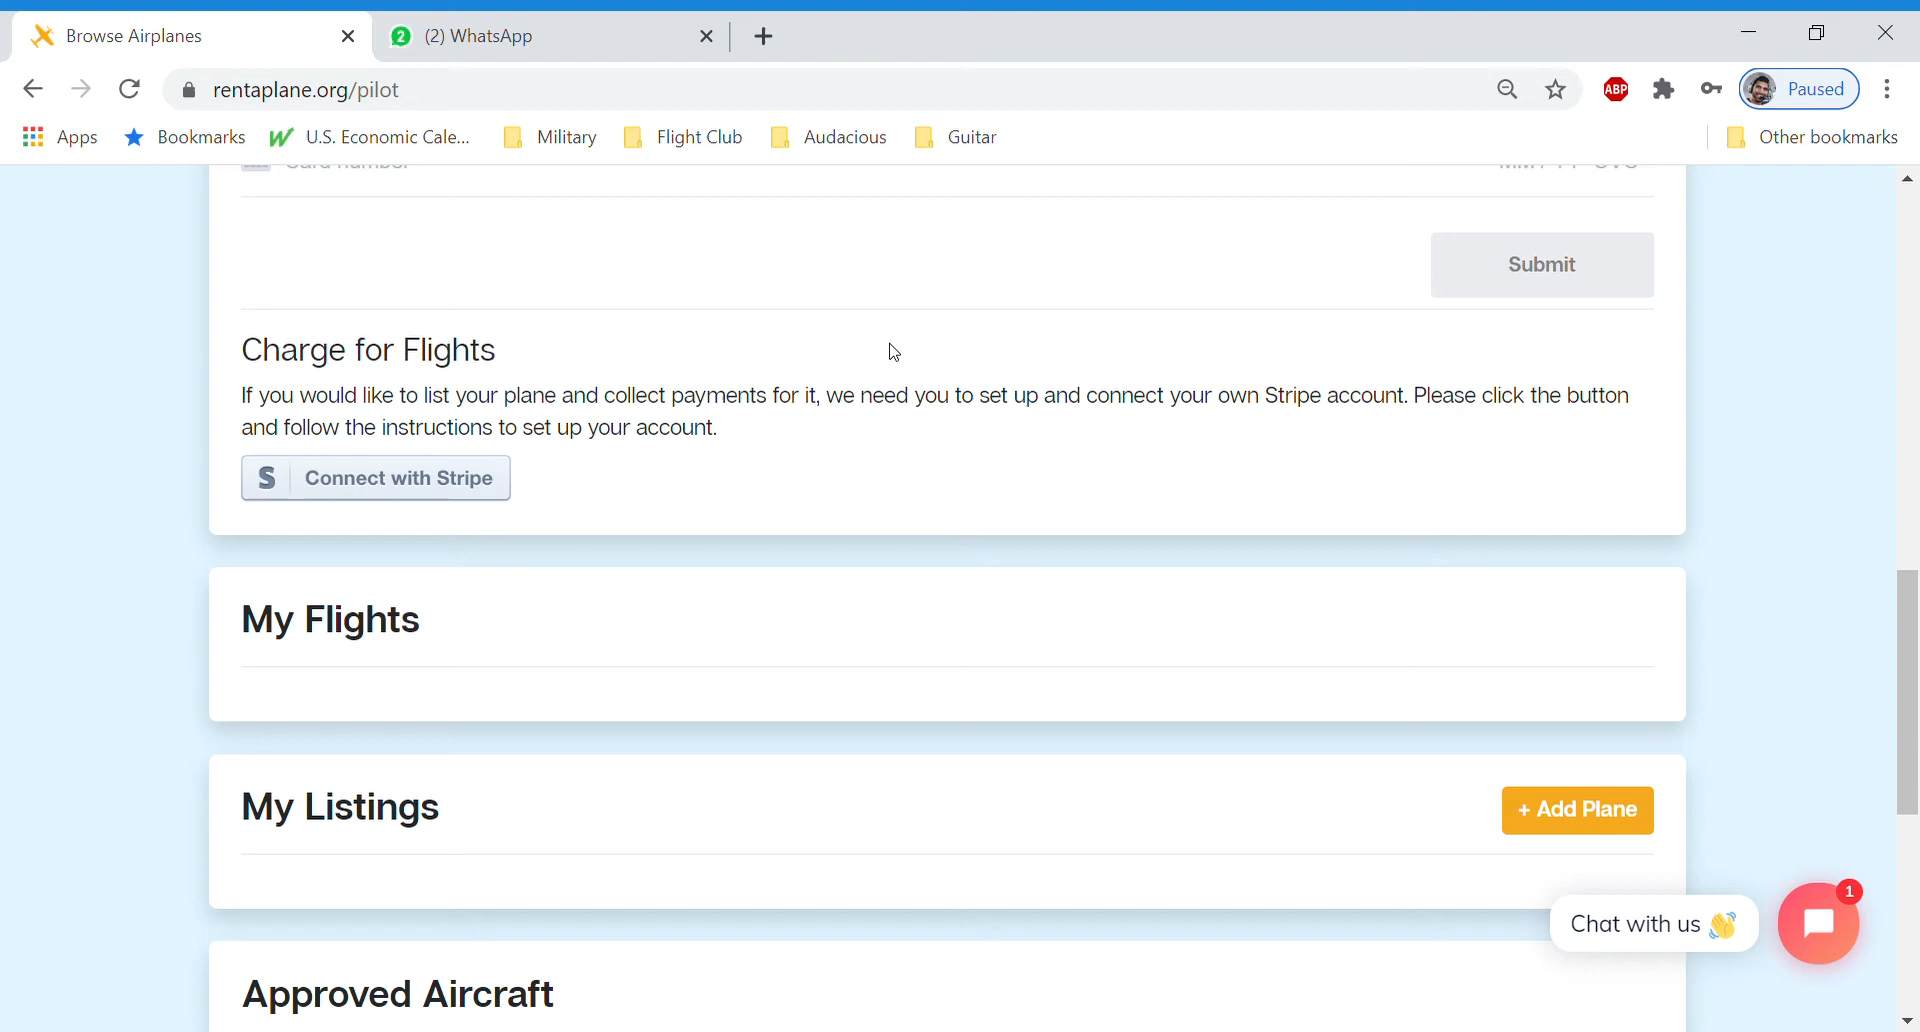 Browse Airplanes
2 (2) WhatsApp
rentaplane.org/pilot
ABP
Paused
Apps
Bookmarks
U.S. Economic Cale...
Military
Flight Club
Audacious
Guitar
Other bookmarks
Card number
Submit
Charge for Flights
If you would like to list your plane and collect payments for it, we need you to set up and connect your own Stripe account. Please click the button
and follow the instructions to set up your account.
S Connect with Stripe
My Flights
My Listings
+ Add Plane
1
Chat with us 👋
Approved Aircraft